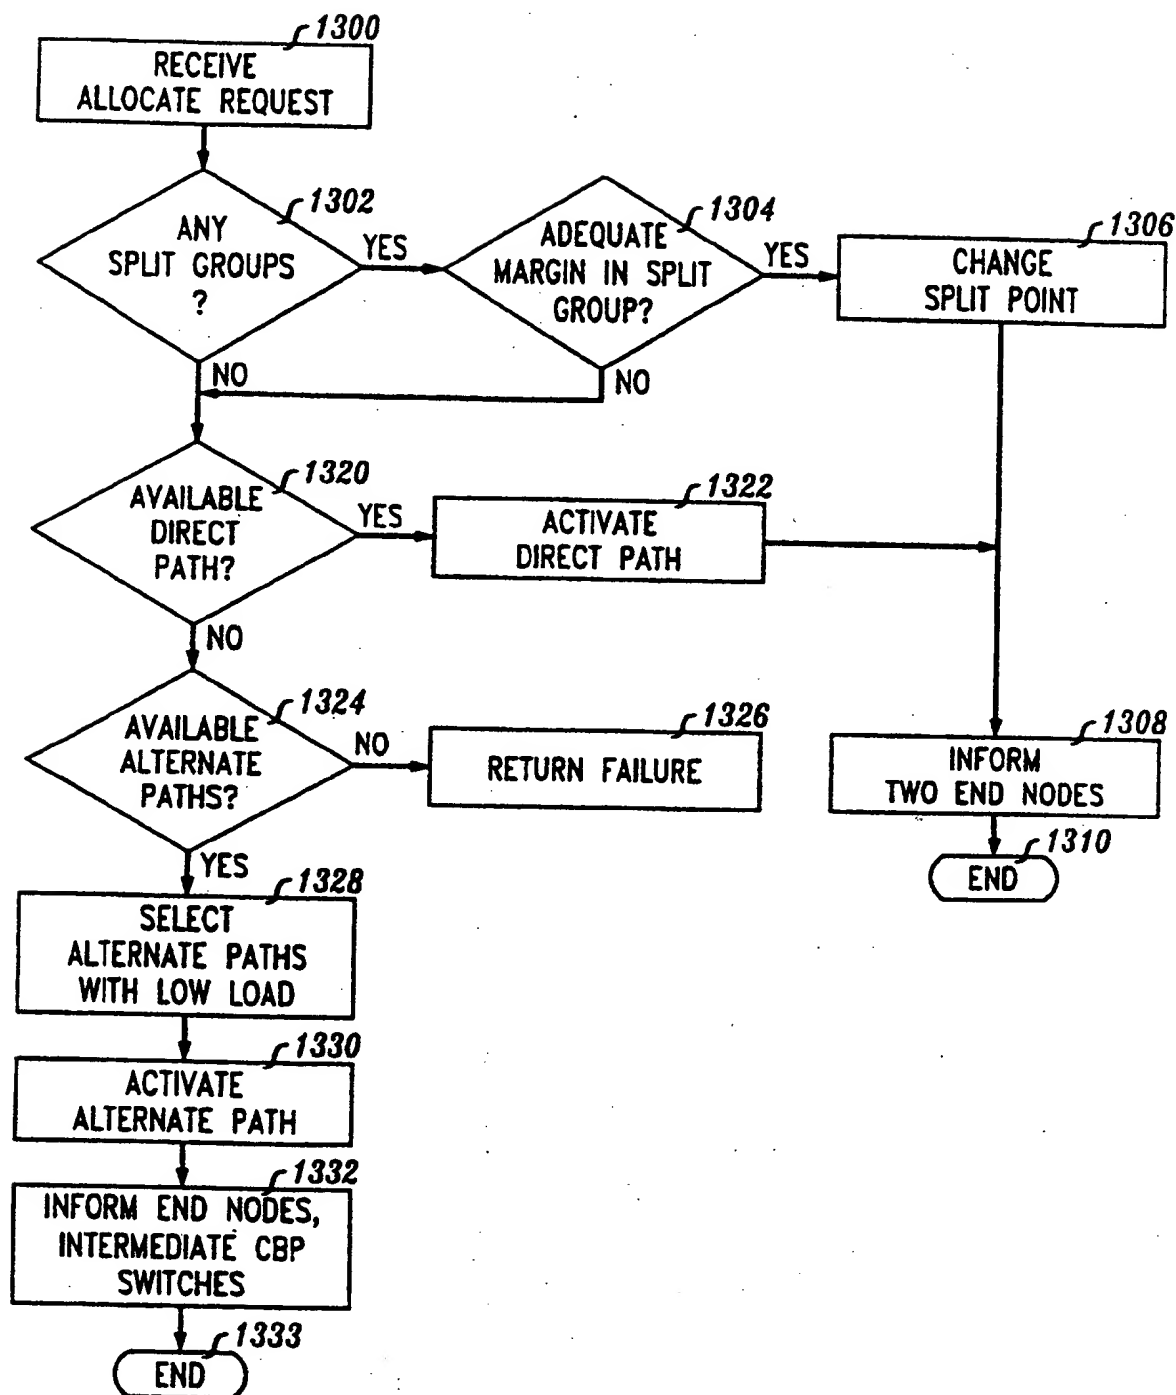 1300
RECEIVE
ALLOCATE REQUEST
1302
ANY
SPLIT GROUPS
?
YES
NO
1304
ADEQUATE
MARGIN IN SPLIT
GROUP?
YES
NO
1306
CHANGE
SPLIT POINT
1320
AVAILABLE
DIRECT
PATH?
YES
NO
1322
ACTIVATE
DIRECT PATH
1324
AVAILABLE
ALTERNATE
PATHS?
NO
YES
1326
RETURN FAILURE
1308
INFORM
TWO END NODES
1310
END
1328
SELECT
ALTERNATE PATHS
WITH LOW LOAD
1330
ACTIVATE
ALTERNATE PATH
1332
INFORM END NODES,
INTERMEDIATE CBP
SWITCHES
1333
END